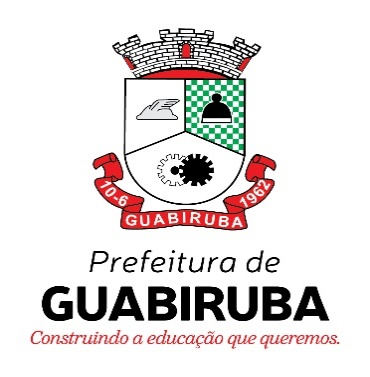 10-6 GUABIRUBA 1962
Prefeitura de
GUABIRUBA
Construindo a educação que queremos.